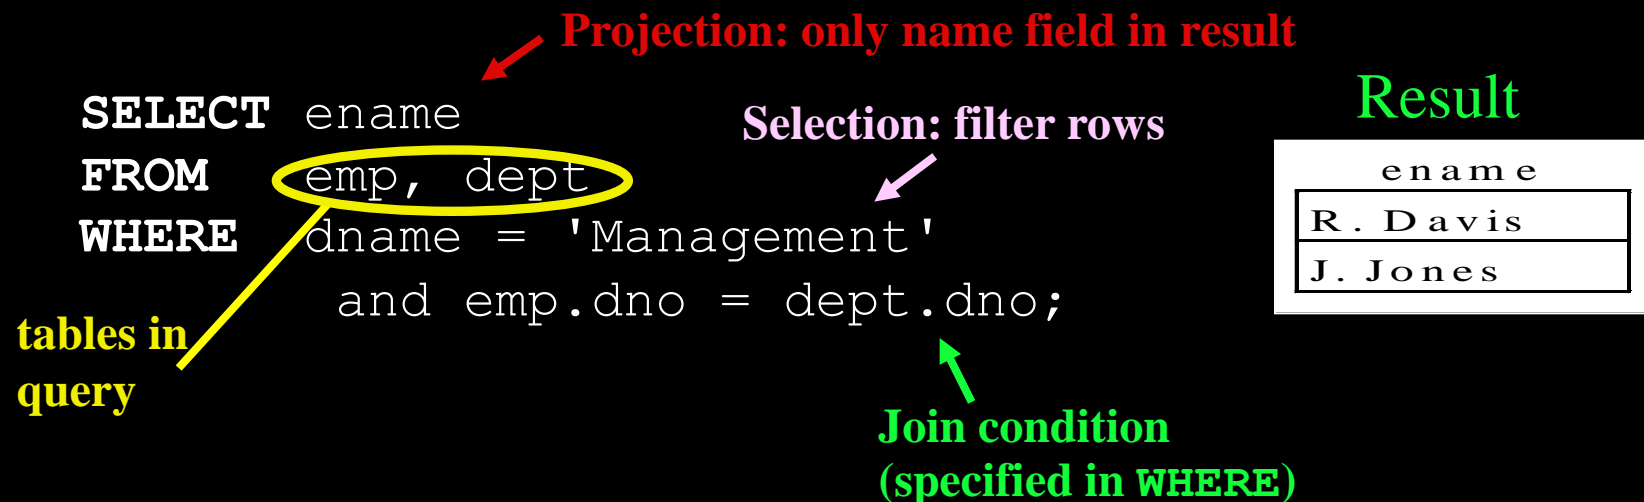 Projection: only name field in result
SELECT ename
FROM emp, dept
WHERE dname = 'Management'
and emp.dno = dept.dno;
Selection: filter rows
tables in
query
Join condition
(specified in WHERE)
Result
ename
R. Davis
J. Jones